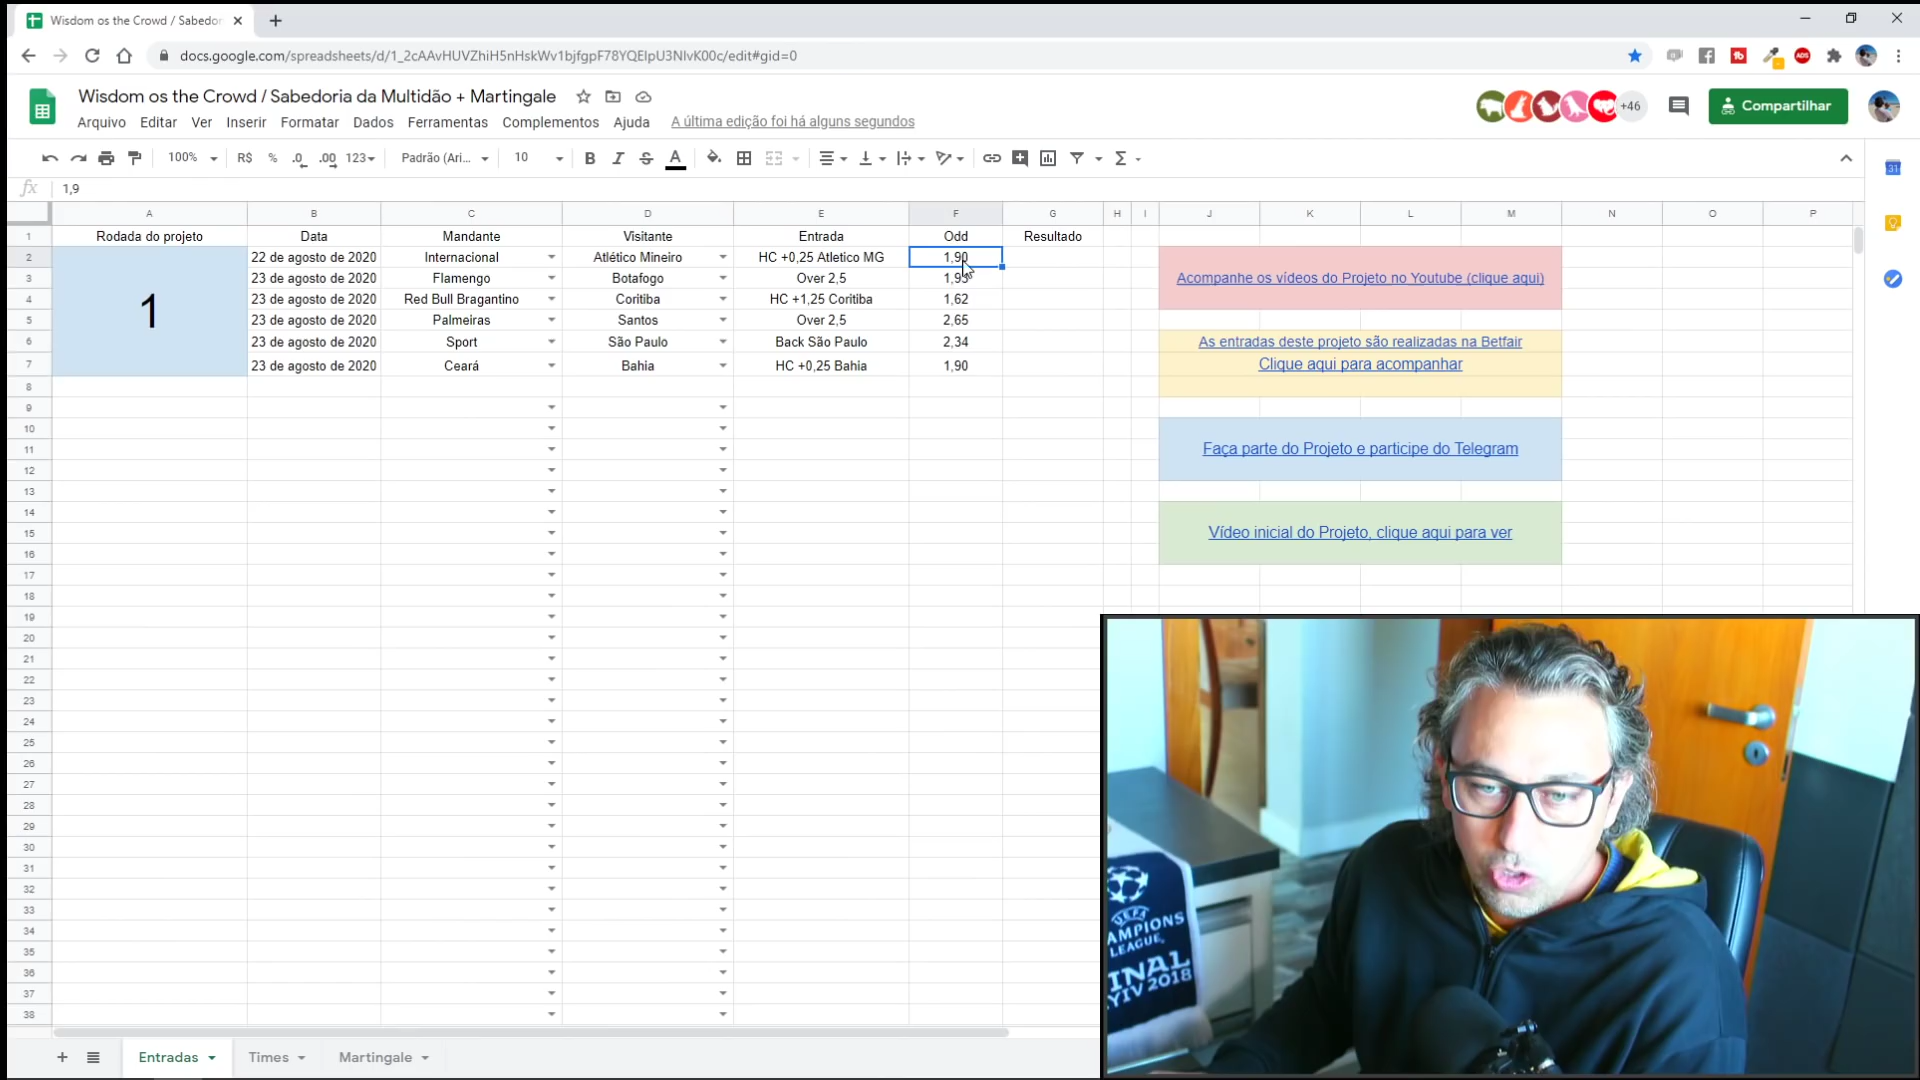 Wisdom os the Crowd / Sabedor
docs.google.com/spreadsheets/d/1_2cAAvHUVZhiH5nHskWv1bjfgpF78YQElpU3NlvK00c/edit#gid=0
Wisdom os the Crowd / Sabedoria da Multidão + Martingale
+46
Compartilhar
Arquivo Editar Ver Inserir Formatar Dados Ferramentas Complementos Ajuda A última edição foi há alguns segundos
100% R$ % .0 .00 123 Padrão (Ari... 10 B I S A Σ
31
fx 1,9
A B C D E F G H I J K L M N O P
1 Rodada do projeto Data Mandante Visitante Entrada Odd Resultado
2 22 de agosto de 2020 Internacional Atlético Mineiro HC +0,25 Atletico MG 1,90
3 23 de agosto de 2020 Flamengo Botafogo Over 2,5 1,95
1
4 23 de agosto de 2020 Red Bull Bragantino Coritiba HC +1,25 Coritiba 1,62
5 23 de agosto de 2020 Palmeiras Santos Over 2,5 2,65
6 23 de agosto de 2020 Sport São Paulo Back São Paulo 2,34
7 23 de agosto de 2020 Ceará Bahia HC +0,25 Bahia 1,90
Acompanhe os vídeos do Projeto no Youtube (clique aqui)
As entradas deste projeto são realizadas na Betfair
Clique aqui para acompanhar
Faça parte do Projeto e participe do Telegram
Vídeo inicial do Projeto, clique aqui para ver
8
9
10
11
12
13
14
15
16
17
18
19
20
21
22
23
24
25
26
27
28
29
30
31
32
33
34
35
36
37
38
UEFA
CHAMPIONS
LEAGUE
FINAL
KYIV 2018
Entradas Times Martingale